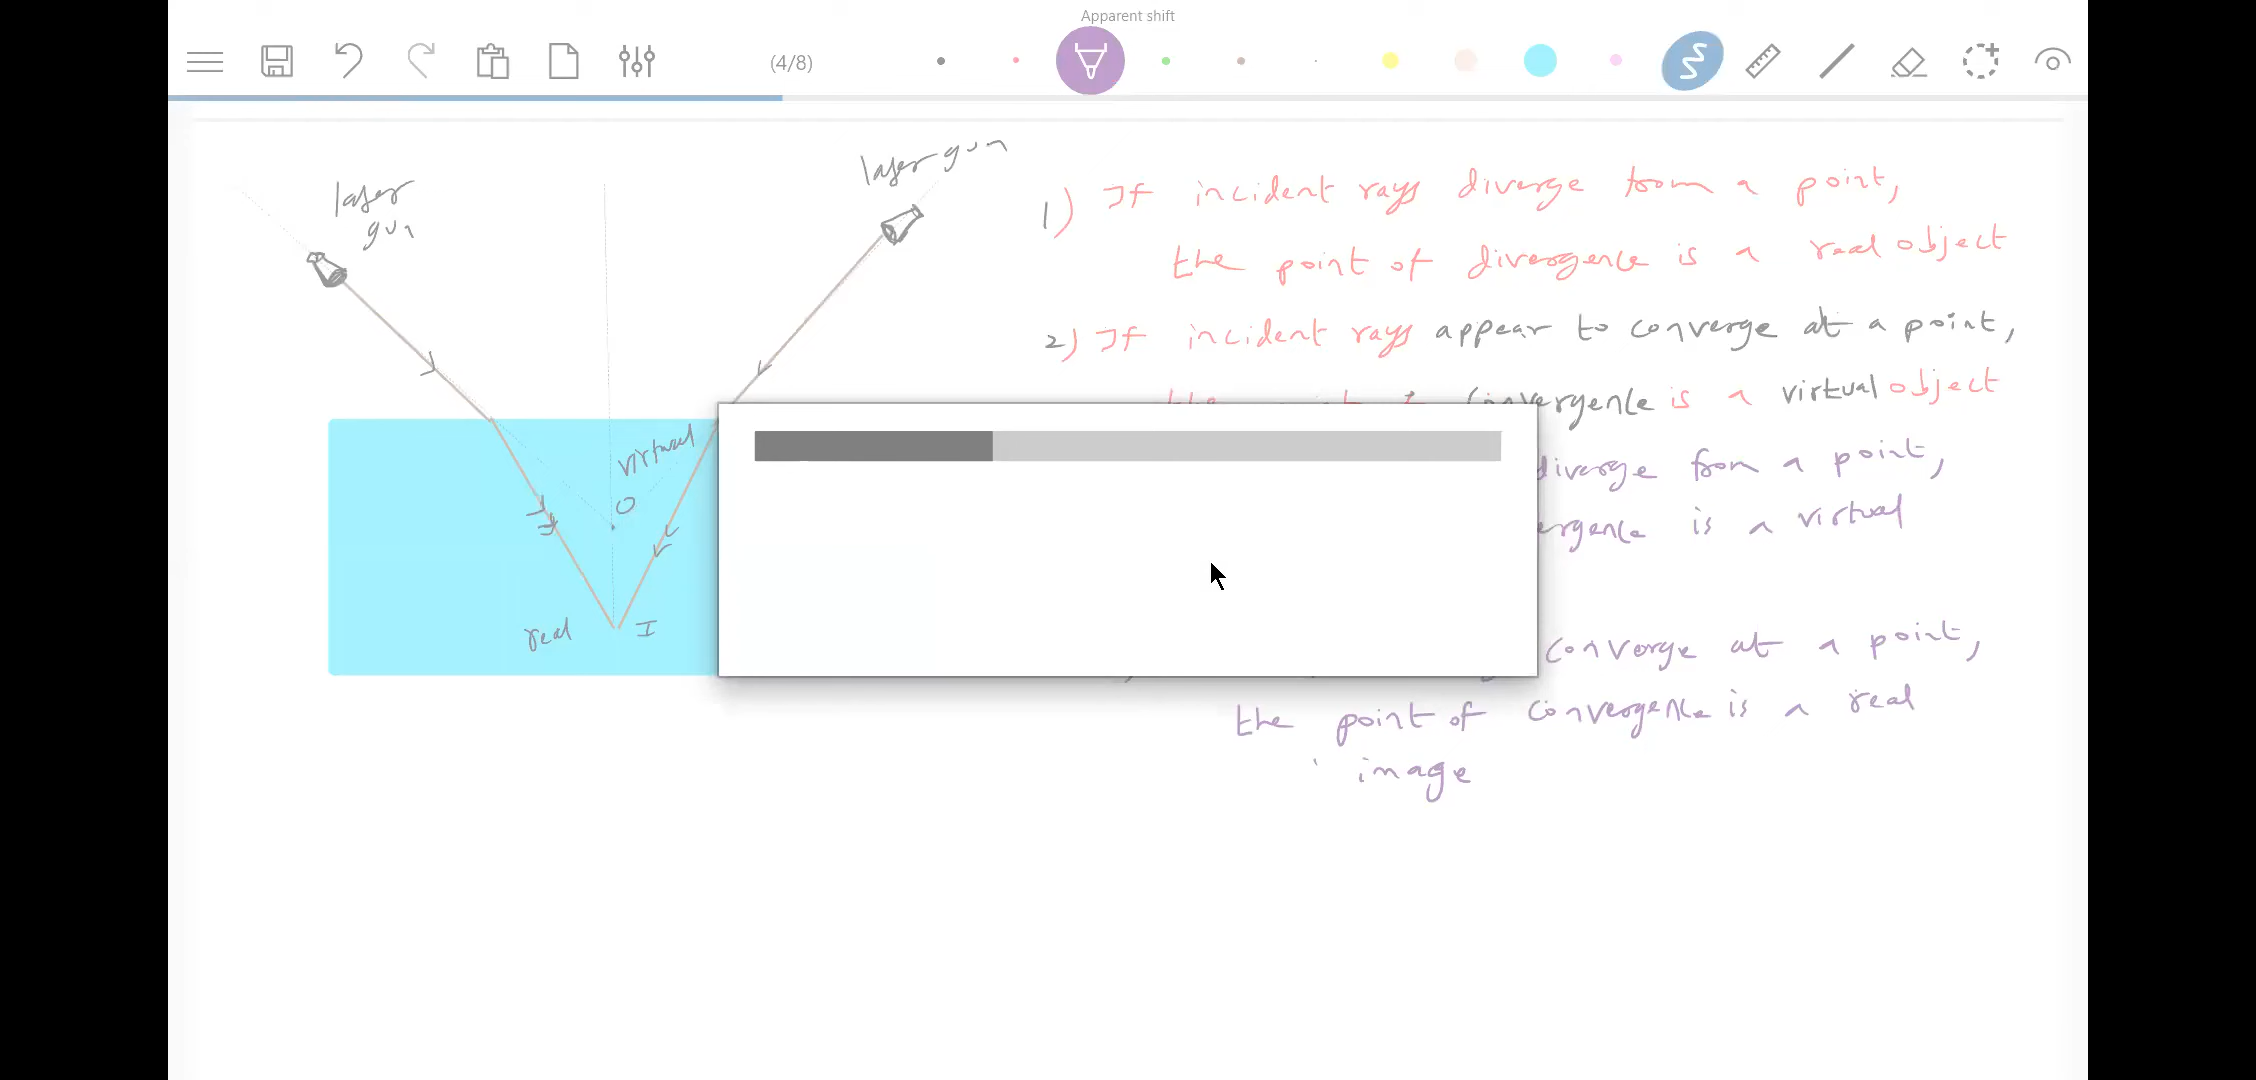 Apparent shift
(4/8)
laser gun
laser
gun
virtual
O
real
I
1) If incident rays diverge from a point,
the point of divergence is a real object
2) If incident rays appear to converge at a point,
convergence is a virtual object
diverge from a point,
ergence is a virtual
converge at a point,
the point of convergence is a real
image